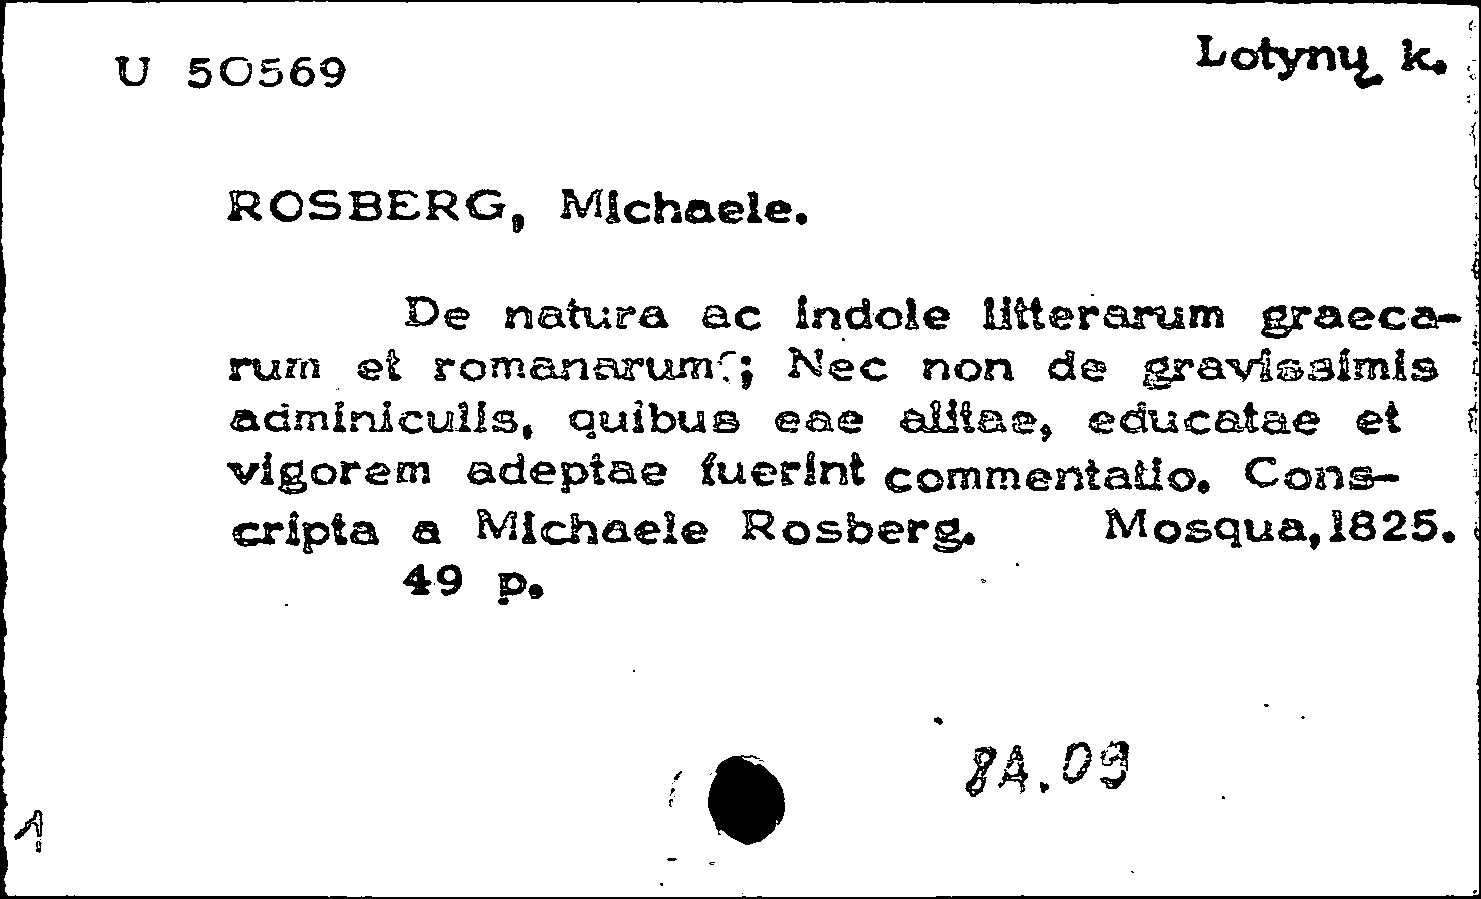 U 50569
Lotynų k.
ROSBERG, Michaele.
De natura ac indole litterarum graeca-
rum et romanarum; Nec non de gravissimis
adminiculis, quibus eae alitae, educatae et
vigorem adeptae fuerint commentatio. Cons-
cripta a Michaele Rosberg. Mosqua,1825.
49 p.
8A.09
1